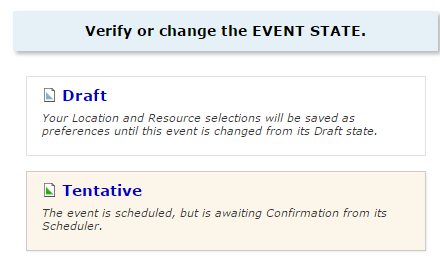 Verify or change the EVENT STATE.
Draft
Your Location and Resource selections will be saved as
preferences until this event is changed from its Draft state.
Tentative
The event is scheduled, but is awaiting Confirmation from its
Scheduler.